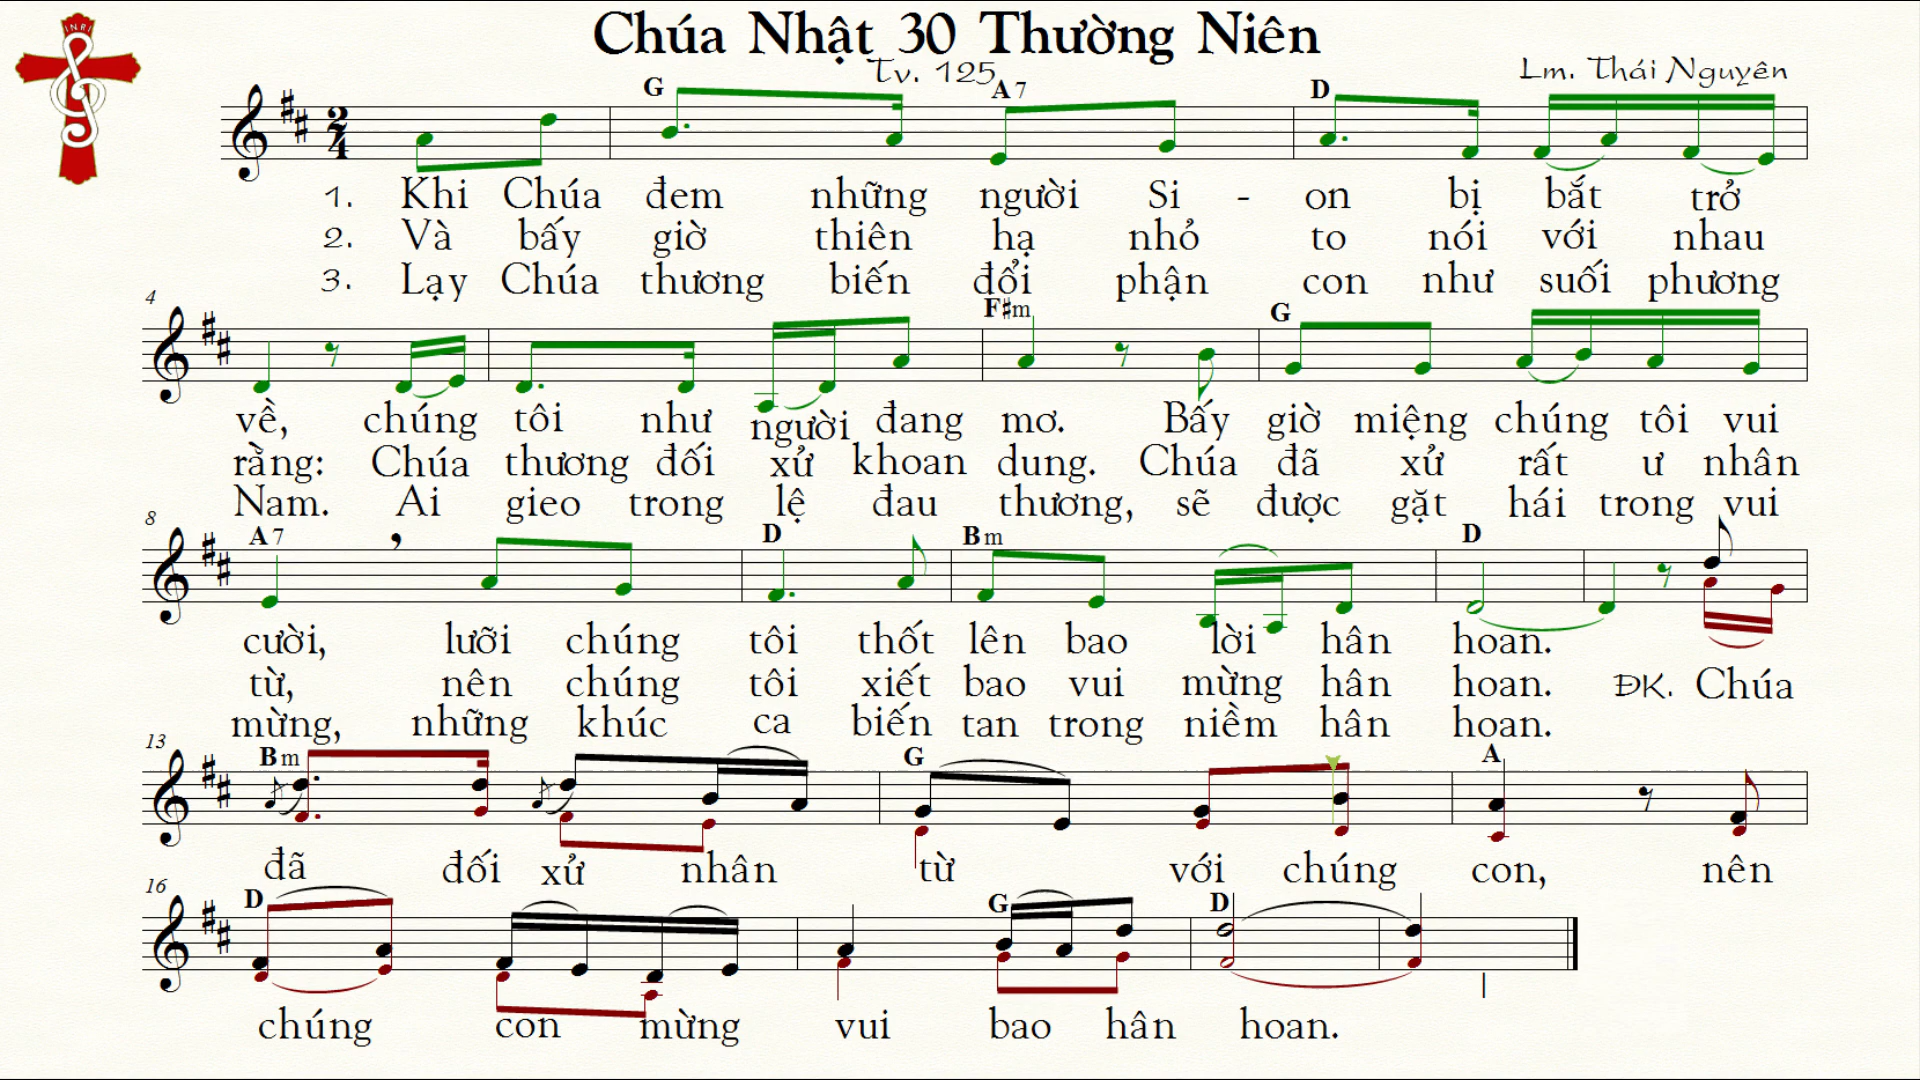 Chúa Nhật 30 Thường Niên
INRI
Tv. 125
Lm. Thái Nguyên
G A7 D
1. Khi Chúa đem những người Si - on bị bắt trở
2. Và bấy giờ thiên hạ nhỏ to nói với nhau
3. Lạy Chúa thương biến đổi phận con như suối phương
4
F#m G
về, chúng tôi như người đang mơ. Bấy giờ miệng chúng tôi vui
rằng: Chúa thương đối xử khoan dung. Chúa đã xử rất ư nhân
Nam. Ai gieo trong lệ đau thương, sẽ được gặt hái trong vui
8
A7 D Bm D
cười, lưỡi chúng tôi thốt lên bao lời hân hoan.
từ, nên chúng tôi xiết bao vui mừng hân hoan. ĐK. Chúa
mừng, những khúc ca biến tan trong niềm hân hoan.
13
Bm G A
đã đối xử nhân từ với chúng con, nên
16
D G D
chúng con mừng vui bao hân hoan.